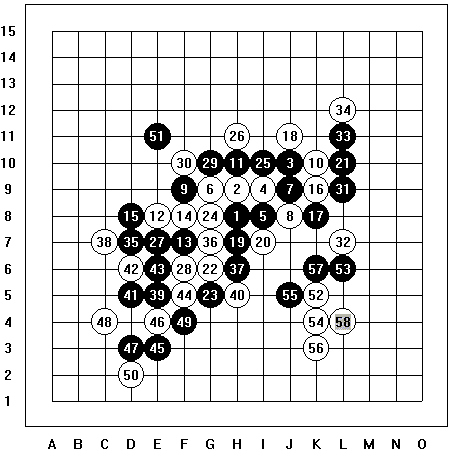 15
14
13
12 34
11 51 26 18 33
10 30 29 11 25 3 10 21
9 9 6 2 4 7 16 31
8 15 12 14 24 1 5 8 17
7 38 35 27 13 36 19 20 32
6 42 43 28 22 37 57 53
5 41 39 44 23 40 55 52
4 48 46 49 54 58
3 47 45 56
2 50
1
A B C D E F G H I J K L M N O